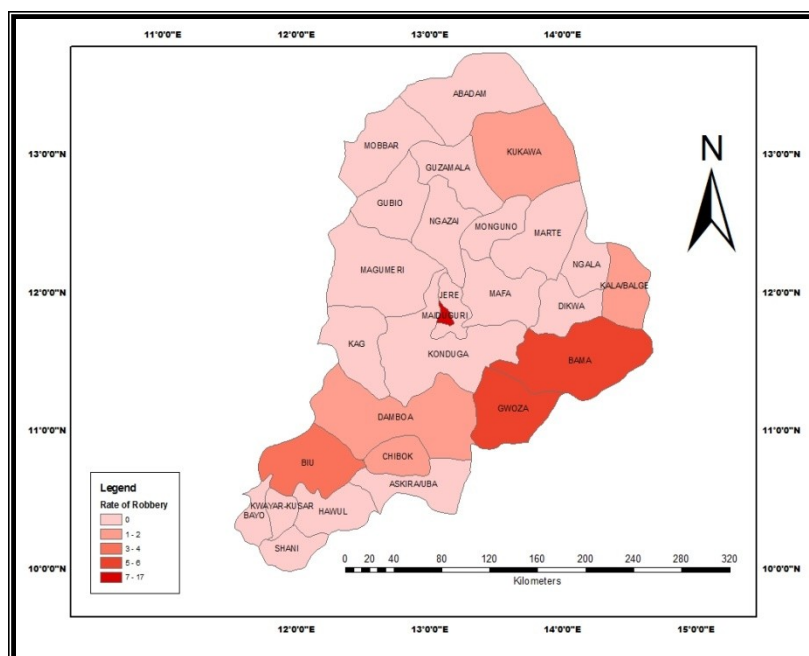 11°0'0"E 12°0'0"E 13°0'0"E 14°0'0"E
ABADAM
13°0'0"N 13°0'0"N
MOBBAR
KUKAWA
GUZAMALA
N
GUBIO
NGAZAI
MONGUNO
MARTE
MAGUMERI
NGALA
KALA/BALGE
12°0'0"N 12°0'0"N
JERE
MAFA
DIKWA
MAIDUGURI
KAG
KONDUGA
BAMA
GWOZA
DAMBOA
11°0'0"N 11°0'0"N
CHIBOK
BIU
ASKIRA/UBA
KWAYAR-KUSAR
HAWUL
BAYO
SHANI
Legend
Rate of Robbery
0
1 - 2
3 - 4
5 - 6
7 - 17
0 20 40 80 120 160 200 240 280 320
Kilometers
10°0'0"N 10°0'0"N
12°0'0"E 13°0'0"E 14°0'0"E 15°0'0"E